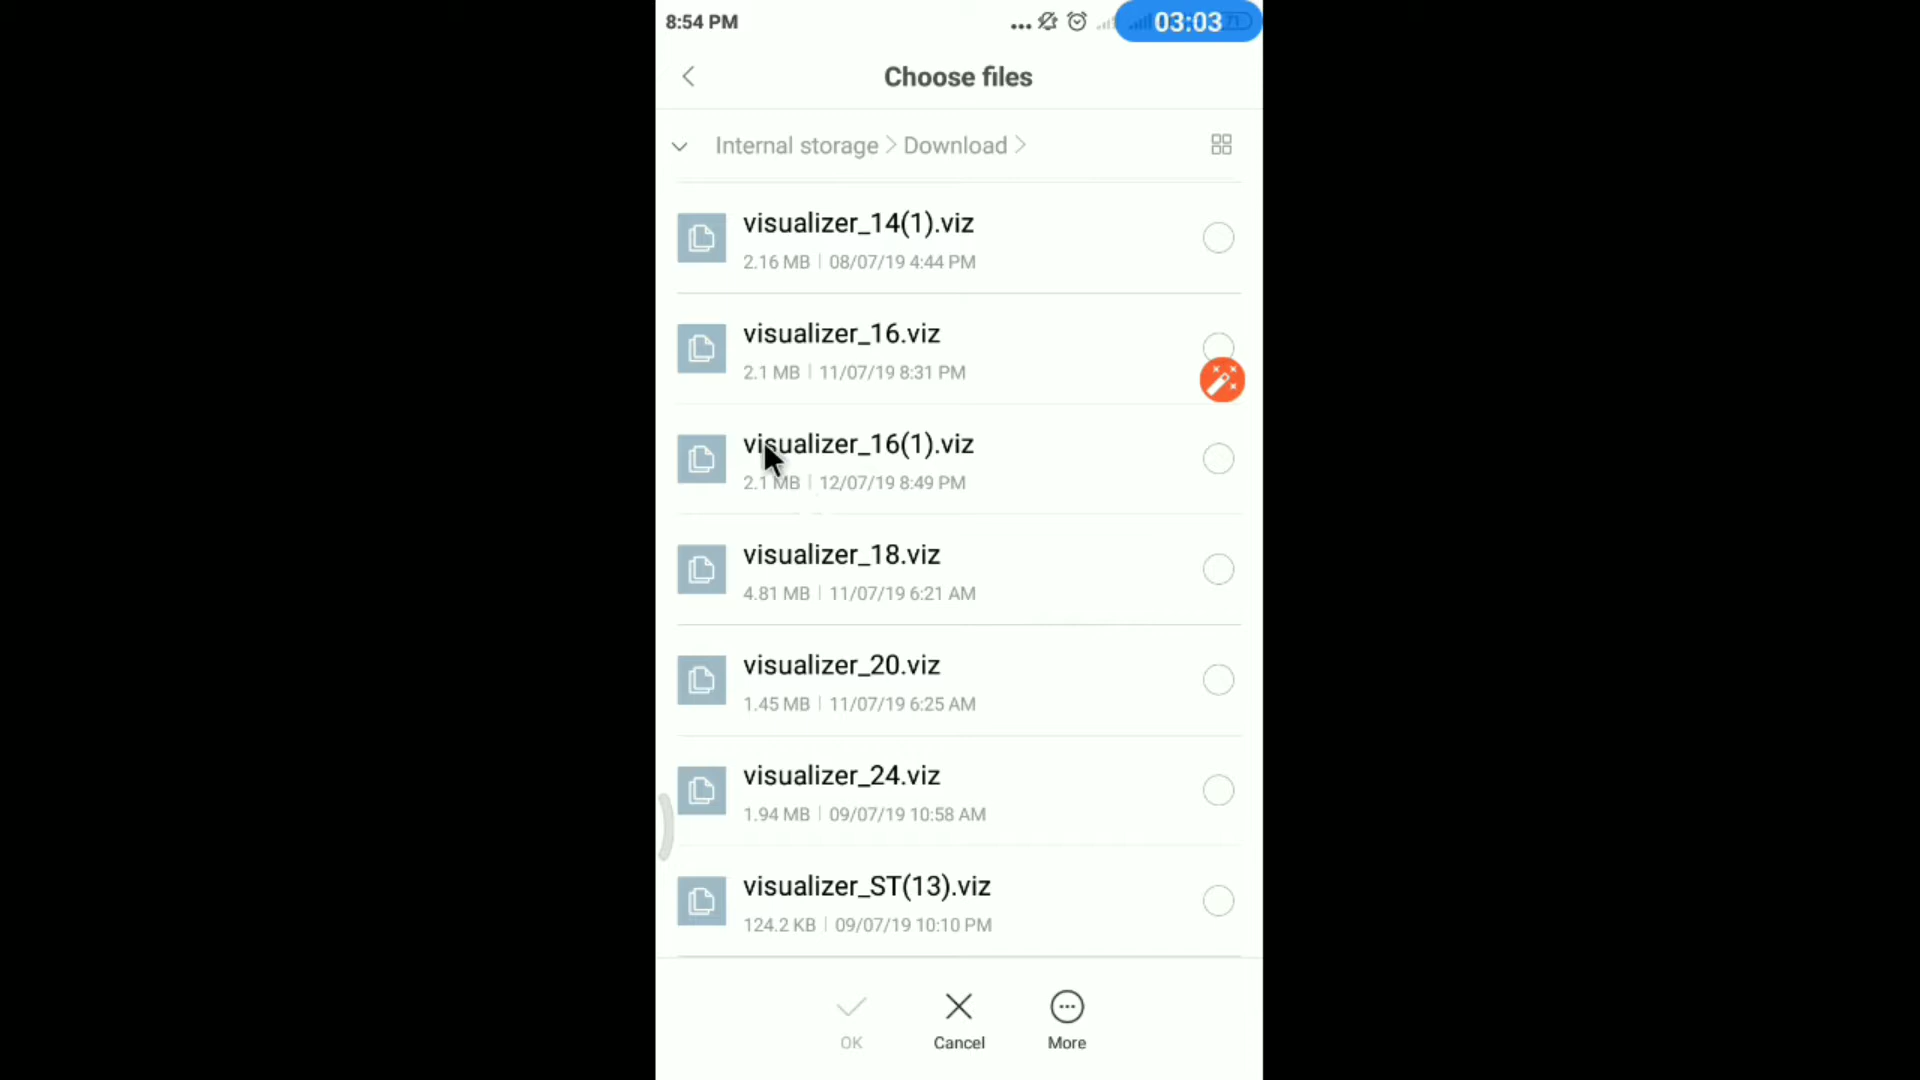 8:54 PM
03:03
Choose files
Internal storage > Download >
visualizer_14(1).viz
2.16 MB | 08/07/19 4:44 PM
visualizer_16.viz
2.1 MB | 11/07/19 8:31 PM
visualizer_16(1).viz
2.1 MB | 12/07/19 8:49 PM
visualizer_18.viz
4.81 MB | 11/07/19 6:21 AM
visualizer_20.viz
1.45 MB | 11/07/19 6:25 AM
visualizer_24.viz
1.94 MB | 09/07/19 10:58 AM
visualizer_ST(13).viz
124.2 KB | 09/07/19 10:10 PM
OK
Cancel
More